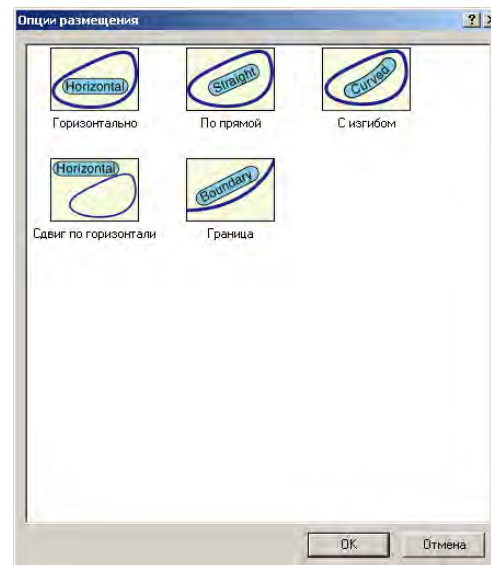 Опции размещения
Horizontal
Straight
Curved
Горизонтально
По прямой
С изгибом
Horizontal
Boundary
Сдвиг по горизонтали
Граница
OK
Отмена